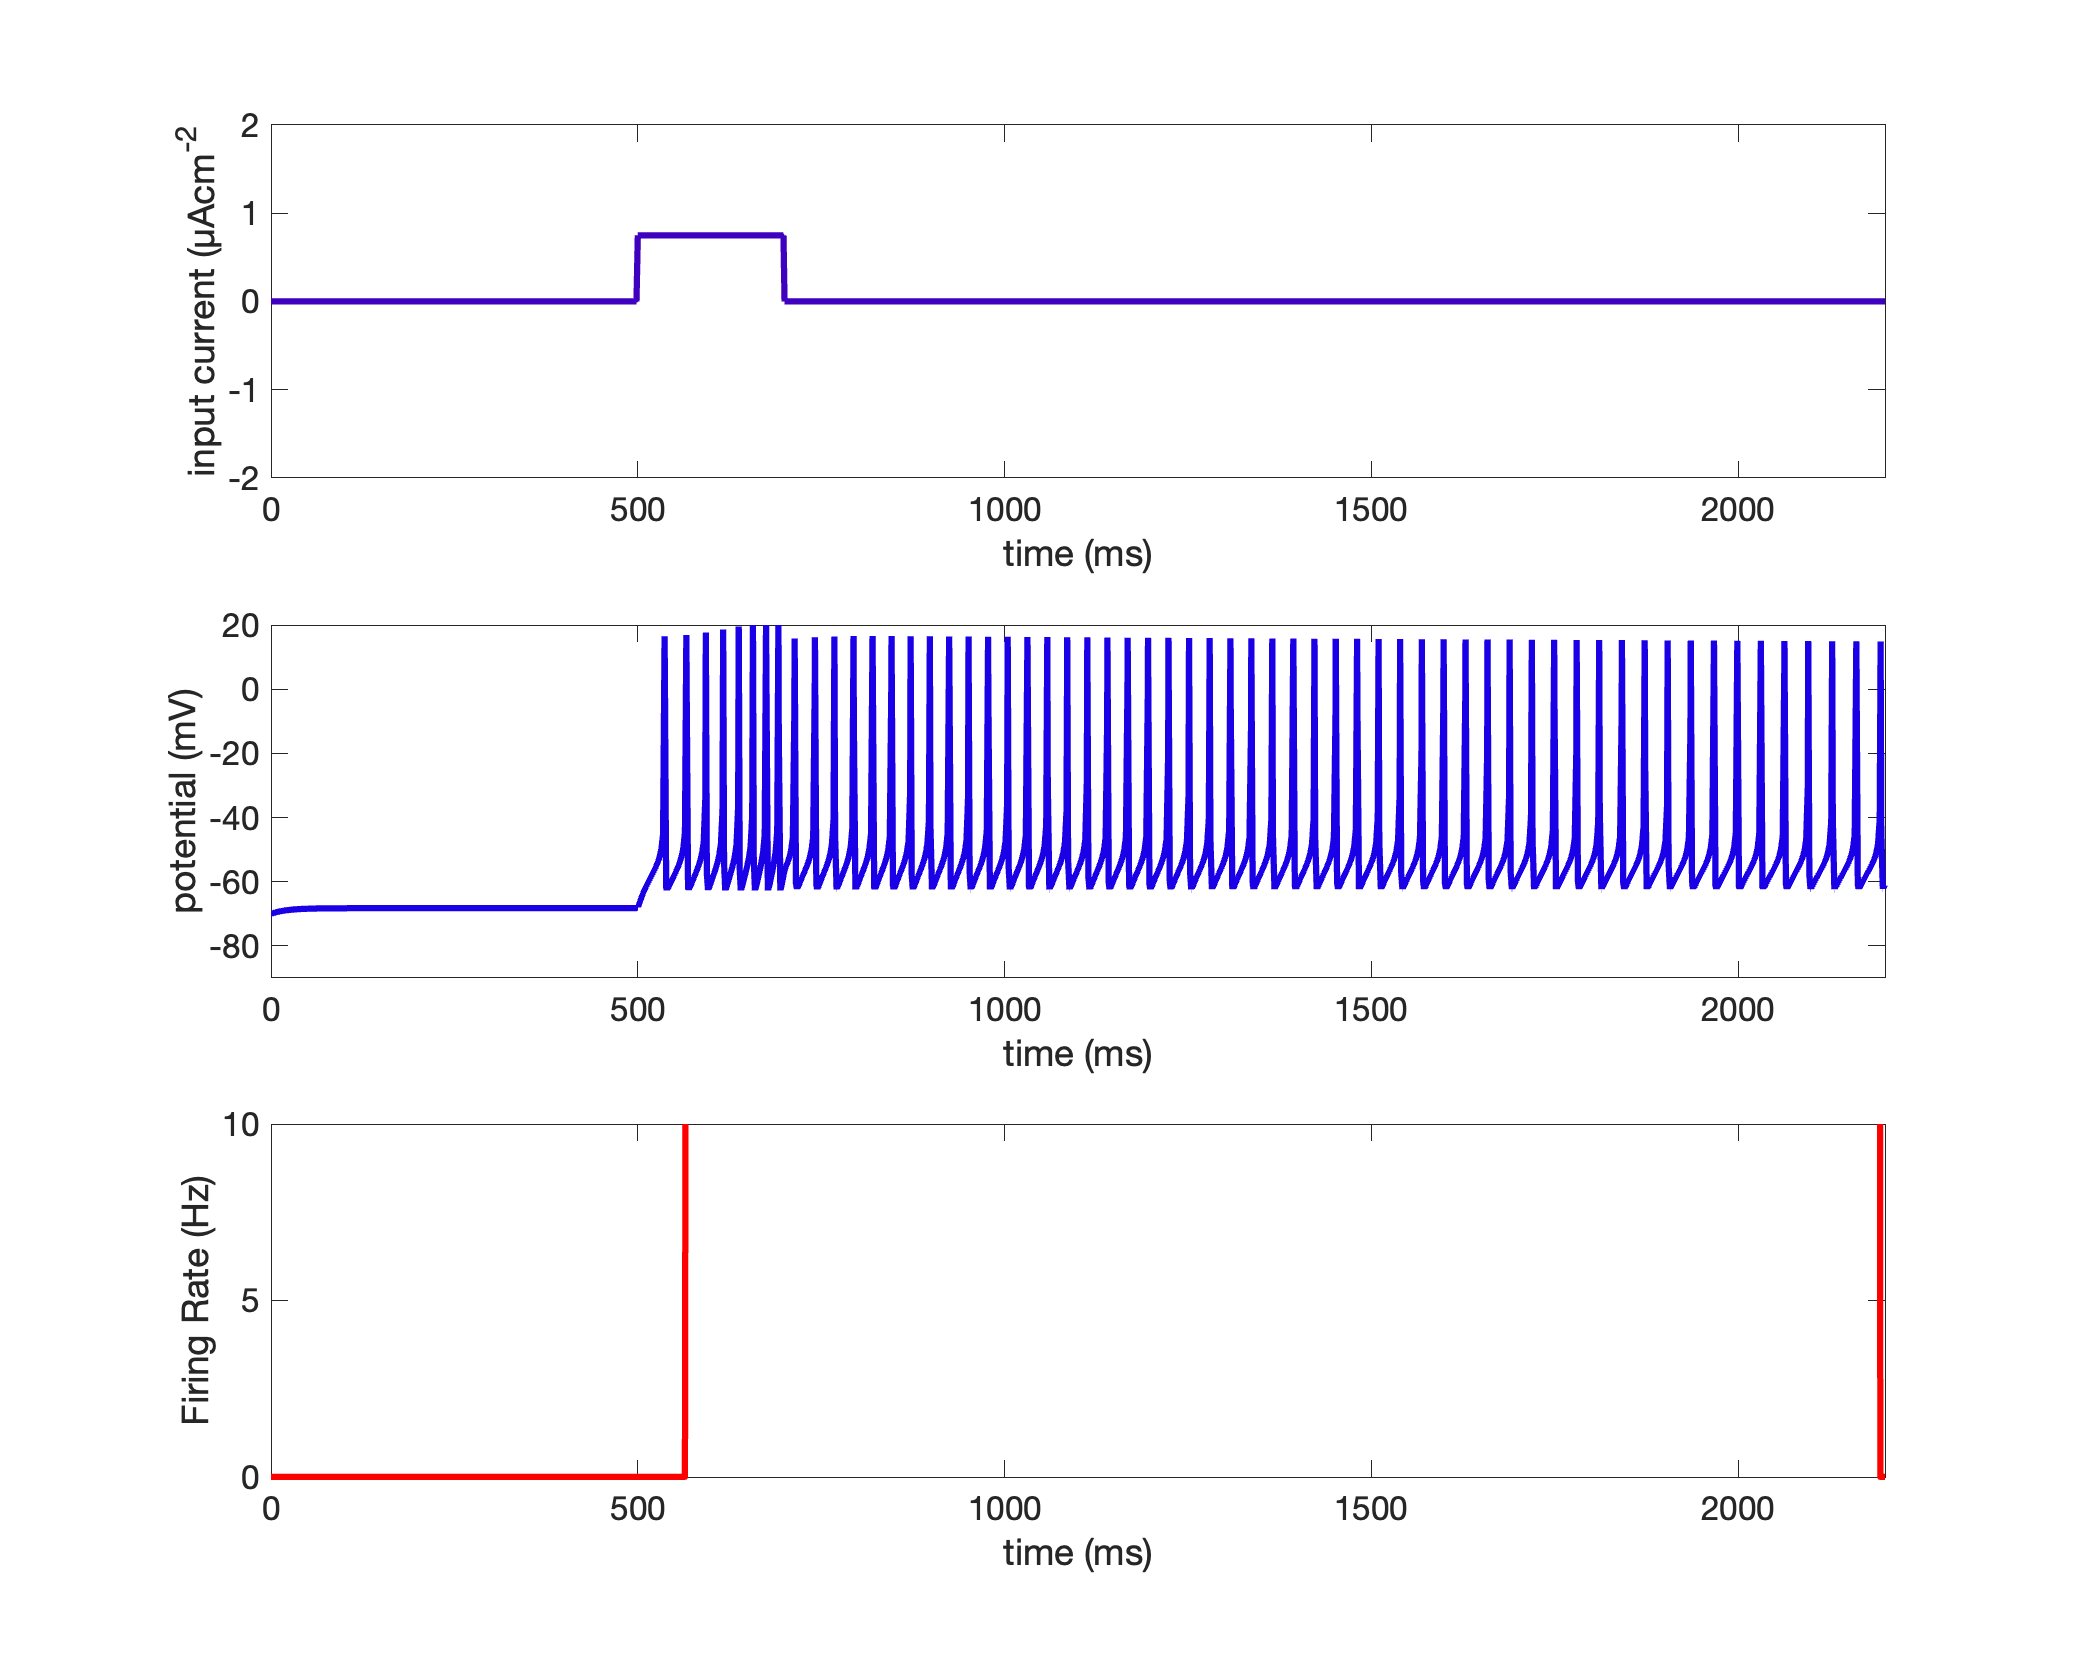 input current (µAcm-2
2
1
0
-1
-2
0 500 1000 1500 2000
time (ms)
potential (mV)
20
0
-20
-40
-60
-80
0 500 1000 1500 2000
time (ms)
Firing Rate (Hz)
10
5
0
0 500 1000 1500 2000
time (ms)